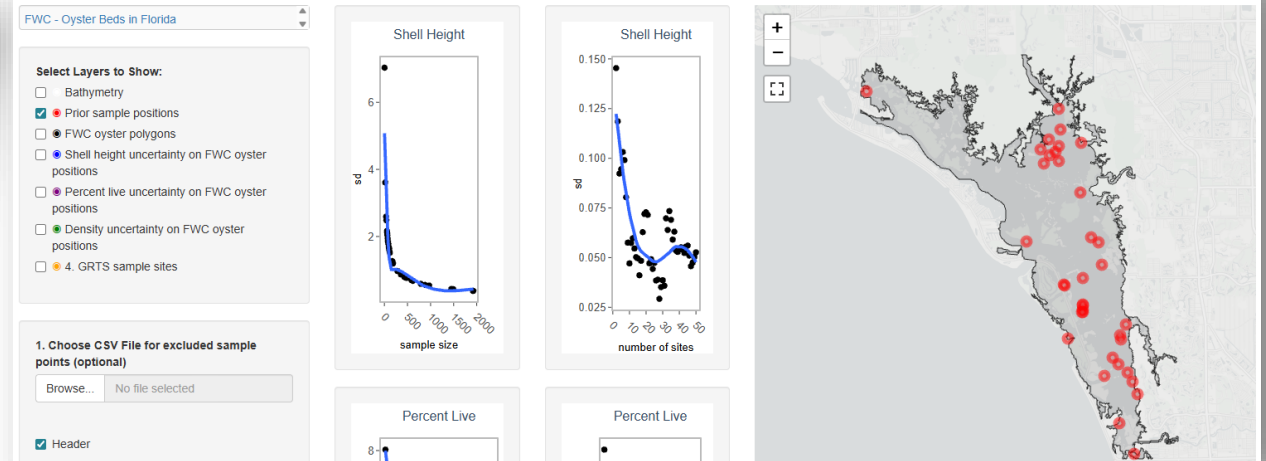 FWC - Oyster Beds in Florida
Select Layers to Show:
Bathymetry
Prior sample positions
FWC oyster polygons
Shell height uncertainty on FWC oyster
positions
Percent live uncertainty on FWC oyster
positions
Density uncertainty on FWC oyster
positions
4. GRTS sample sites
1. Choose CSV File for excluded sample
points (optional)
Browse...
No file selected
Header
Shell Height
6
4
2
sd
0
500
1000
1500
2000
sample size
Shell Height
0.150
0.125
0.100
0.075
0.050
0.025
sd
0
10
20
30
40
50
number of sites
Percent Live
8
Percent Live
+
−